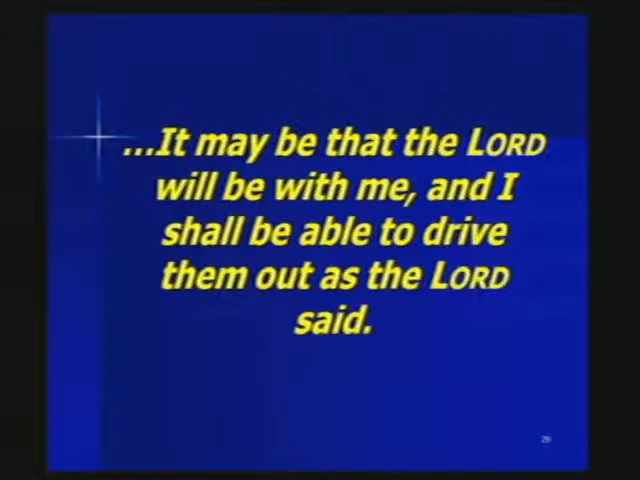 ...It may be that the LORD
will be with me, and I
shall be able to drive
them out as the LORD
said.